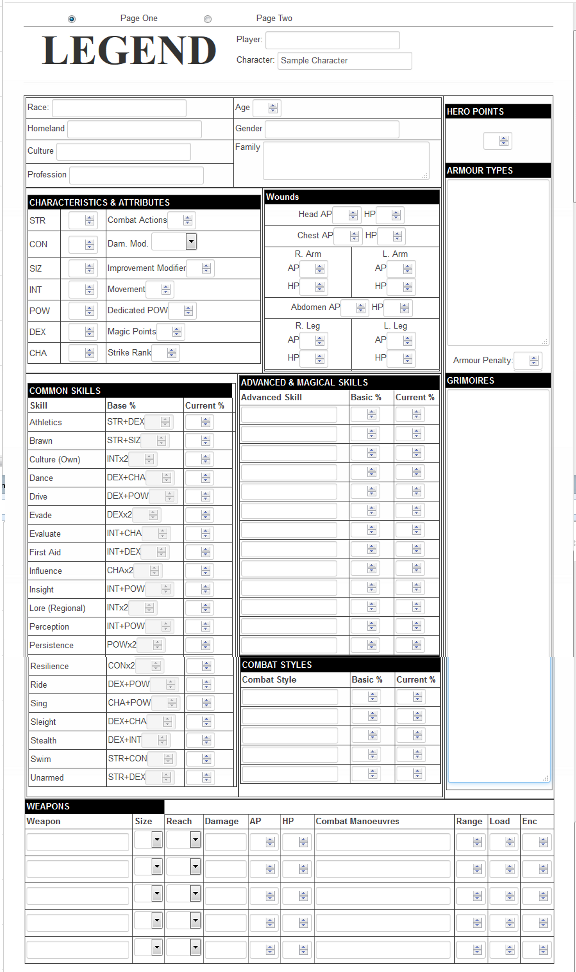 Page One Page Two
LEGEND
Player:
Character: Sample Character
Race: Age
Homeland Gender
Culture Family
Profession
HERO POINTS
ARMOUR TYPES
Armour Penalty
GRIMOIRES
CHARACTERISTICS & ATTRIBUTES
STR Combat Actions
CON Dam. Mod.
SIZ Improvement Modifier
INT Movement
POW Dedicated POW
DEX Magic Points
CHA Strike Rank
Wounds
Head AP HP
Chest AP HP
R. Arm L. Arm
AP AP
HP HP
Abdomen AP HP
R. Leg L. Leg
AP AP
HP HP
COMMON SKILLS
Skill Base % Current %
Athletics STR+DEX
Brawn STR+SIZ
Culture (Own) INTx2
Dance DEX+CHA
Drive DEX+POW
Evade DEXx2
Evaluate INT+CHA
First Aid INT+DEX
Influence CHAx2
Insight INT+POW
Lore (Regional) INTx2
Perception INT+POW
Persistence POWx2
Resilience CONx2
Ride DEX+POW
Sing CHA+POW
Sleight DEX+CHA
Stealth DEX+INT
Swim STR+CON
Unarmed STR+DEX
ADVANCED & MAGICAL SKILLS
Advanced Skill Basic % Current %
COMBAT STYLES
Combat Style Basic % Current %
WEAPONS
Weapon Size Reach Damage AP HP Combat Manoeuvres Range Load Enc